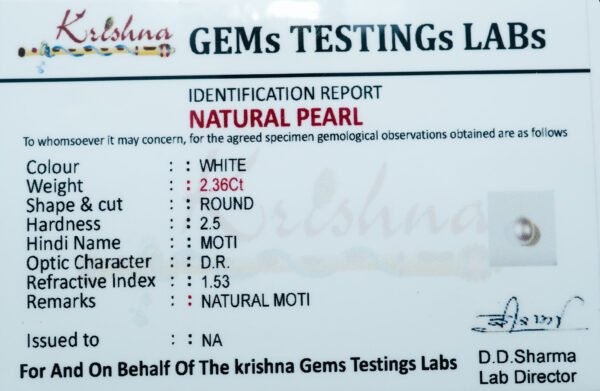 Krishna GEMs TESTINGs LABs
IDENTIFICATION REPORT
NATURAL PEARL
To whomsoever it may concern, for the agreed specimen gemological observations obtained are as follows
Colour : : WHITE
Weight : : 2.36Ct
Shape & cut : : ROUND
Hardness : : 2.5
Hindi Name : : MOTI
Optic Character : : D.R.
Refractive Index : : 1.53
Remarks : : NATURAL MOTI
Issued to : : NA
For And On Behalf Of The krishna Gems Testings Labs
D.D.Sharma
Lab Director